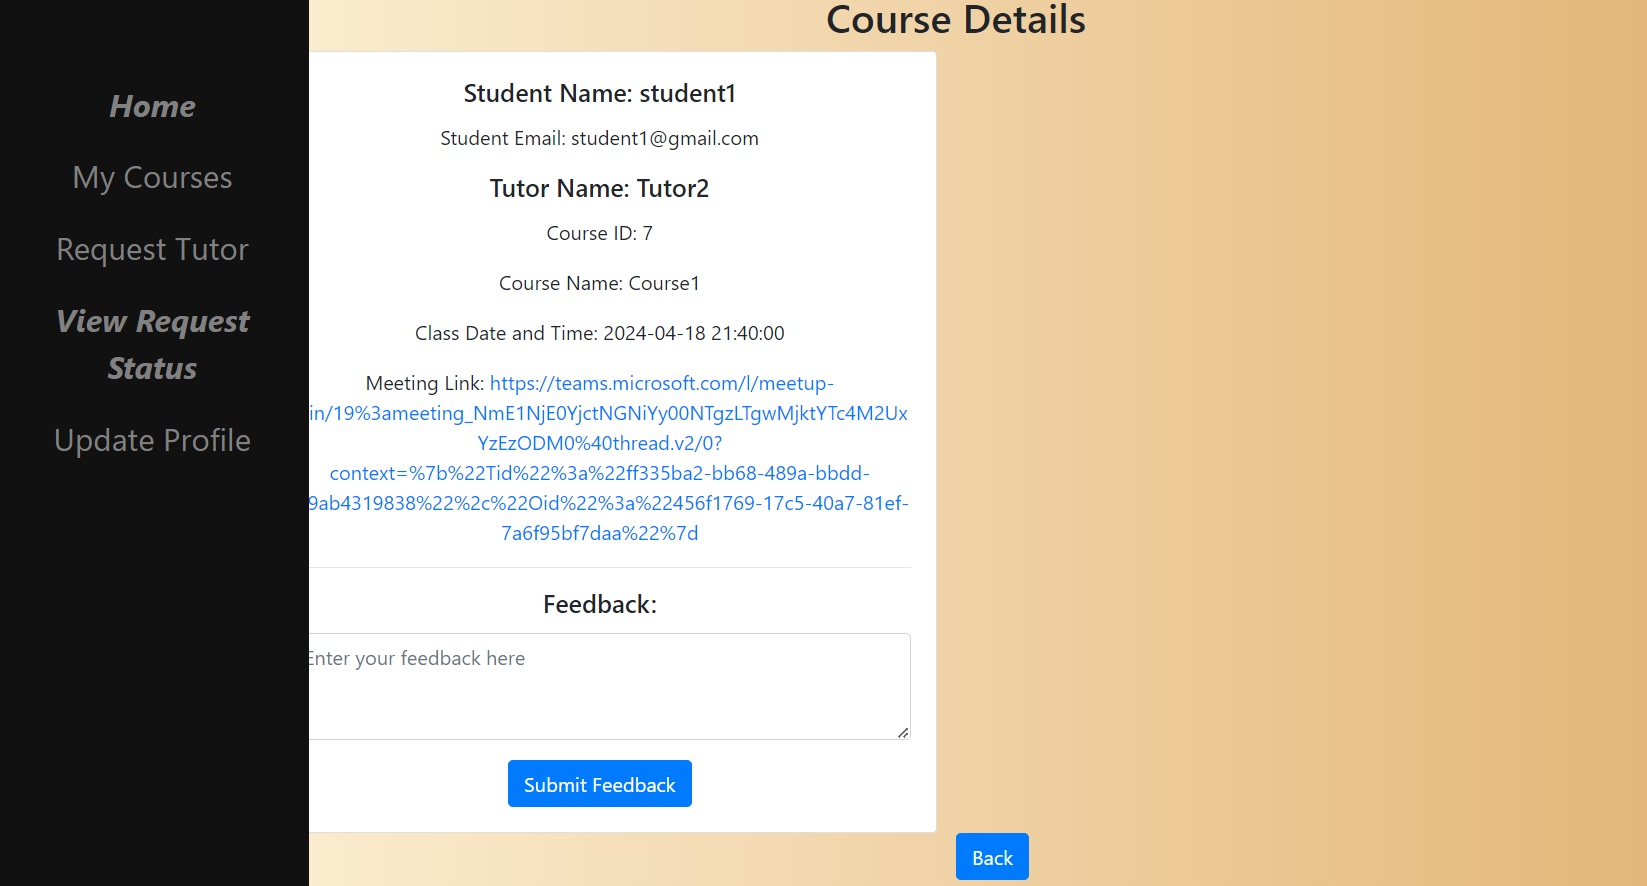 Home
My Courses
Request Tutor
View Request
Status
Update Profile
Course Details
Student Name: student1
Student Email: student1@gmail.com
Tutor Name: Tutor2
Course ID: 7
Course Name: Course1
Class Date and Time: 2024-04-18 21:40:00
Meeting Link: https://teams.microsoft.com/l/meetup-
in/19%3ameeting_NmE1NjE0YjctNGNiYy00NTgzLTgwMjktYTc4M2Ux
YzEzODM0%40thread.v2/0?
context=%7b%22Tid%22%3a%22ff335ba2-bb68-489a-bbdd-
9ab4319838%22%2c%22Oid%22%3a%22456f1769-17c5-40a7-81ef-
7a6f95bf7daa%22%7d
Feedback:
Enter your feedback here
Submit Feedback
Back